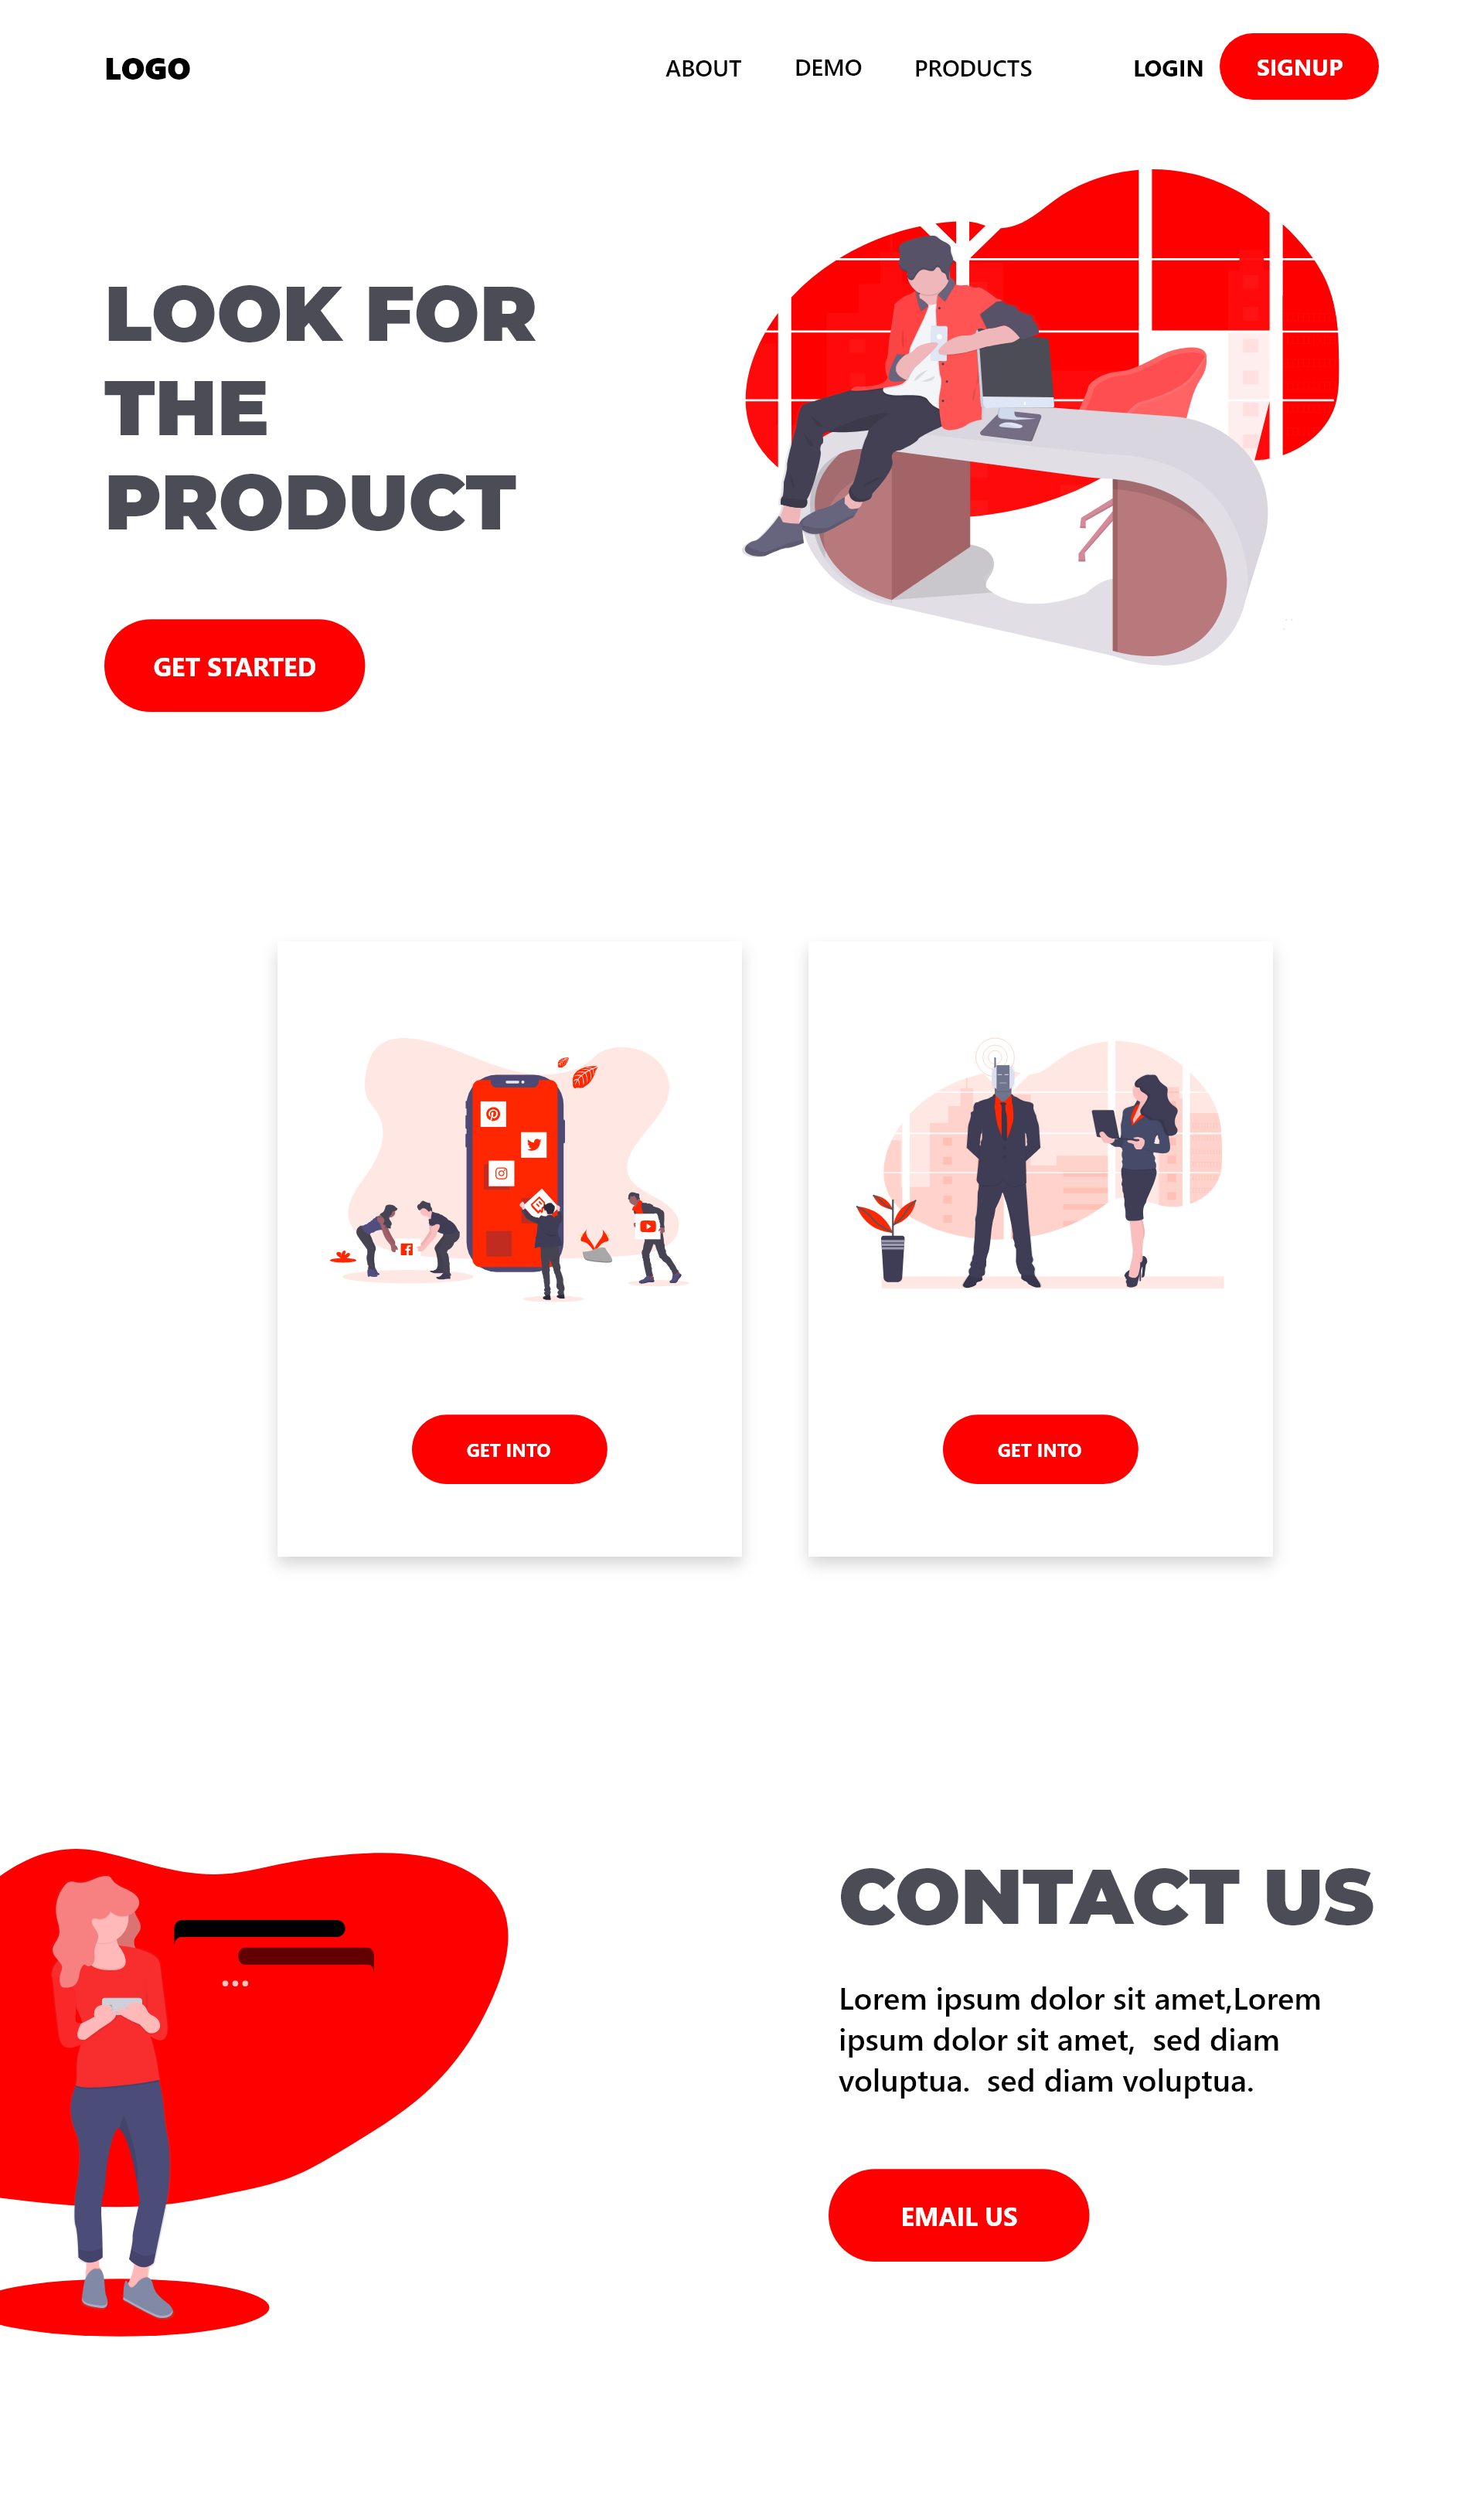 LOGO
ABOUT
DEMO
PRODUCTS
LOGIN
SIGNUP
LOOK FOR
THE
PRODUCT
GET STARTED
GET INTO
GET INTO
CONTACT US
Lorem ipsum dolor sit amet,Lorem
ipsum dolor sit amet,  sed diam
voluptua.  sed diam voluptua.
EMAIL US